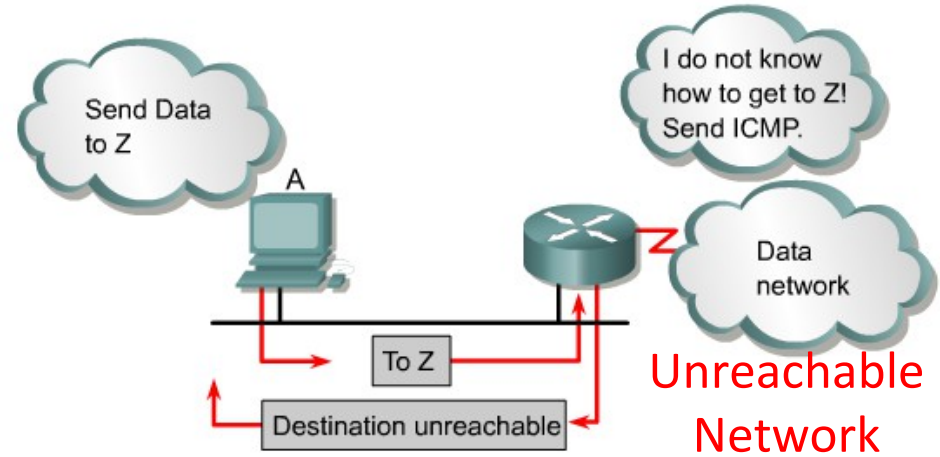 Send Data
to Z
I do not know
how to get to Z!
Send ICMP.
A
Data
network
To Z
Destination unreachable
Unreachable
Network